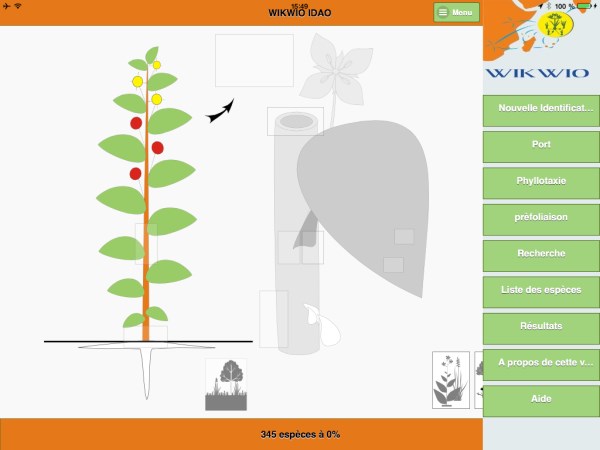 15:49
100 %
WIKWIO IDAO
Menu
WIKWIO
Nouvelle Identificat...
Port
Phyllotaxie
préfoliaison
Recherche
Liste des espèces
Résultats
A propos de cette v...
Aide
345 espèces à 0%